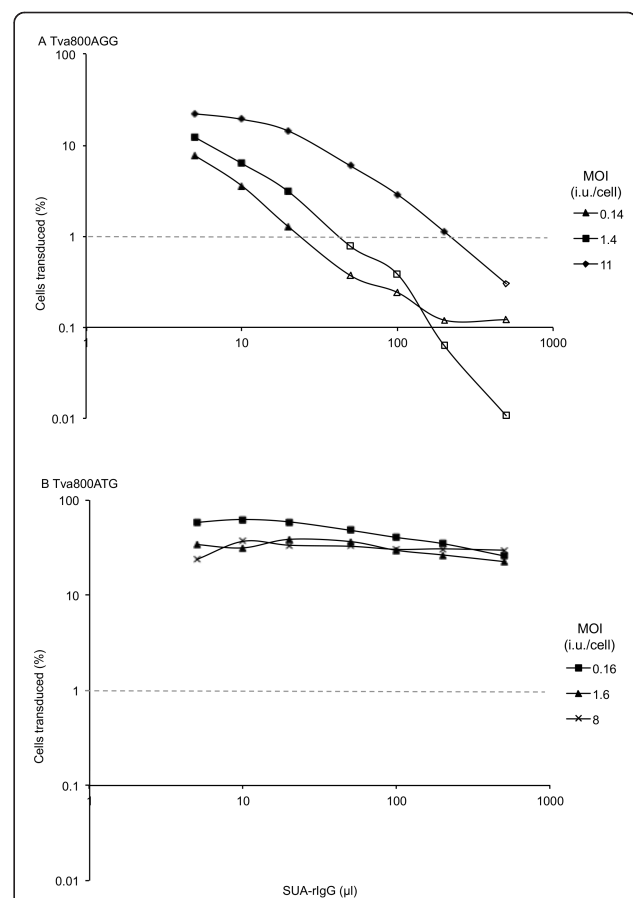 A Tva800AGG
100
10
1
0.1
0.01
Cells transduced (%)
1
10
100
1000
MOI
(i.u./cell)
0.14
1.4
11
B Tva800ATG
100
10
1
0.1
0.01
Cells transduced (%)
1
10
100
1000
MOI
(i.u./cell)
0.16
1.6
8
SUA-rIgG (µl)